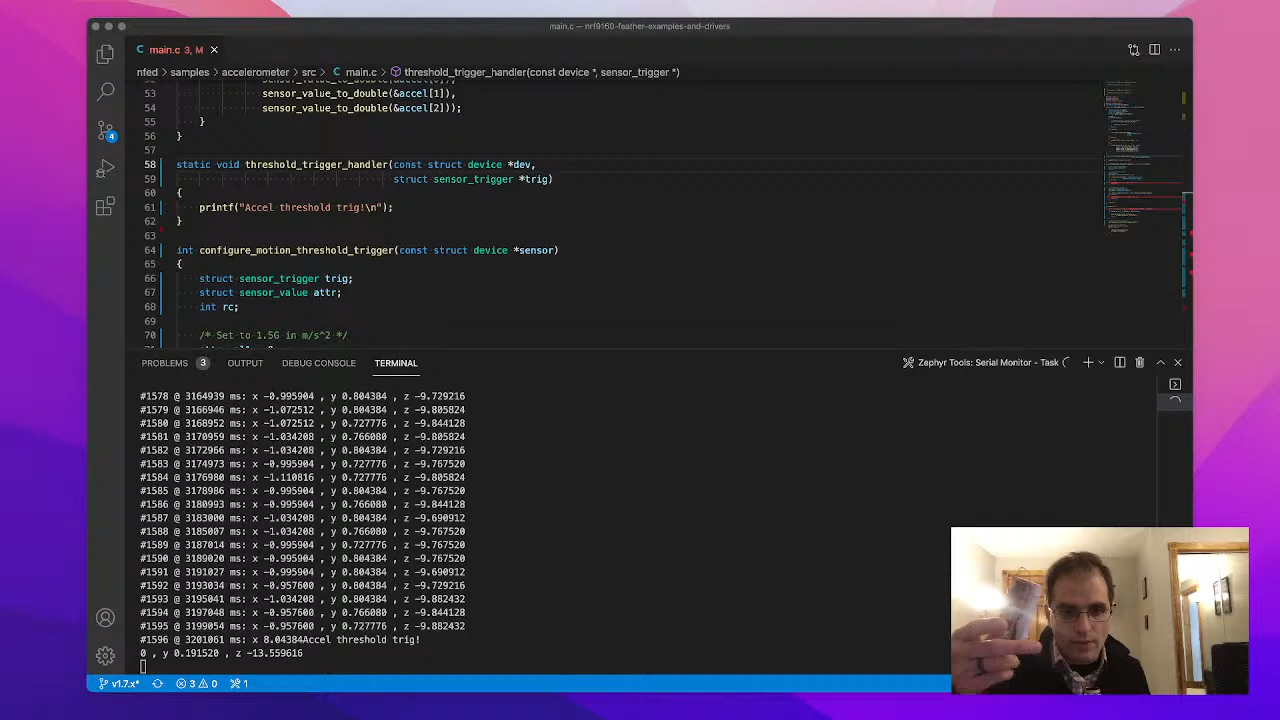 main.c — nrf9160-feather-examples-and-drivers
C main.c 3, M
nfed > samples > accelerometer > src > C main.c > threshold_trigger_handler(const device *, sensor_trigger *)
53 sensor_value_to_double(&accel[1]),
54 sensor_value_to_double(&accel[2]));
55 }
56 }
57
58 static void threshold_trigger_handler(const struct device *dev,
59 struct sensor_trigger *trig)
60 {
61 printf("Accel threshold trig!\n");
62 }
63
64 int configure_motion_threshold_trigger(const struct device *sensor)
65 {
66 struct sensor_trigger trig;
67 struct sensor_value attr;
68 int rc;
69
70 /* Set to 1.5G in m/s^2 */
4
PROBLEMS 3 OUTPUT DEBUG CONSOLE TERMINAL Zephyr Tools: Serial Monitor - Task
#1578 @ 3164939 ms: x -0.995904 , y 0.804384 , z -9.729216
#1579 @ 3166946 ms: x -1.072512 , y 0.804384 , z -9.805824
#1580 @ 3168952 ms: x -1.072512 , y 0.727776 , z -9.844128
#1581 @ 3170959 ms: x -1.034208 , y 0.766080 , z -9.805824
#1582 @ 3172966 ms: x -1.034208 , y 0.804384 , z -9.729216
#1583 @ 3174973 ms: x -0.995904 , y 0.727776 , z -9.767520
#1584 @ 3176980 ms: x -1.110816 , y 0.727776 , z -9.805824
#1585 @ 3178986 ms: x -0.995904 , y 0.804384 , z -9.767520
#1586 @ 3180993 ms: x -0.995904 , y 0.766080 , z -9.844128
#1587 @ 3183000 ms: x -1.034208 , y 0.804384 , z -9.690912
#1588 @ 3185007 ms: x -1.034208 , y 0.766080 , z -9.767520
#1589 @ 3187014 ms: x -0.995904 , y 0.727776 , z -9.767520
#1590 @ 3189020 ms: x -0.995904 , y 0.804384 , z -9.767520
#1591 @ 3191027 ms: x -0.995904 , y 0.804384 , z -9.690912
#1592 @ 3193034 ms: x -0.957600 , y 0.804384 , z -9.729216
#1593 @ 3195041 ms: x -1.034208 , y 0.804384 , z -9.882432
#1594 @ 3197048 ms: x -0.957600 , y 0.766080 , z -9.844128
#1595 @ 3199054 ms: x -0.957600 , y 0.727776 , z -9.882432
#1596 @ 3201061 ms: x 8.04384Accel threshold trig!
0 , y 0.191520 , z -13.559616
v1.7.x* 3 0 1